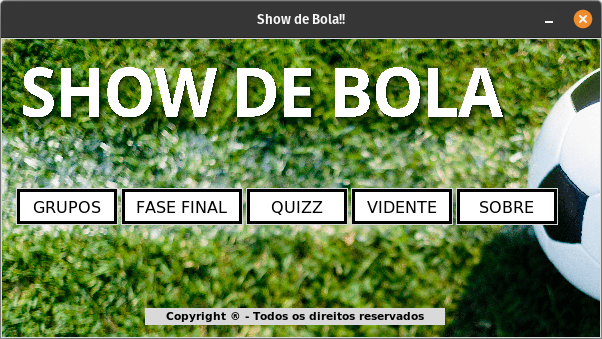 Show de Bola!!
SHOW DE BOLA
GRUPOS FASE FINAL QUIZZ VIDENTE SOBRE
Copyright ® - Todos os direitos reservados